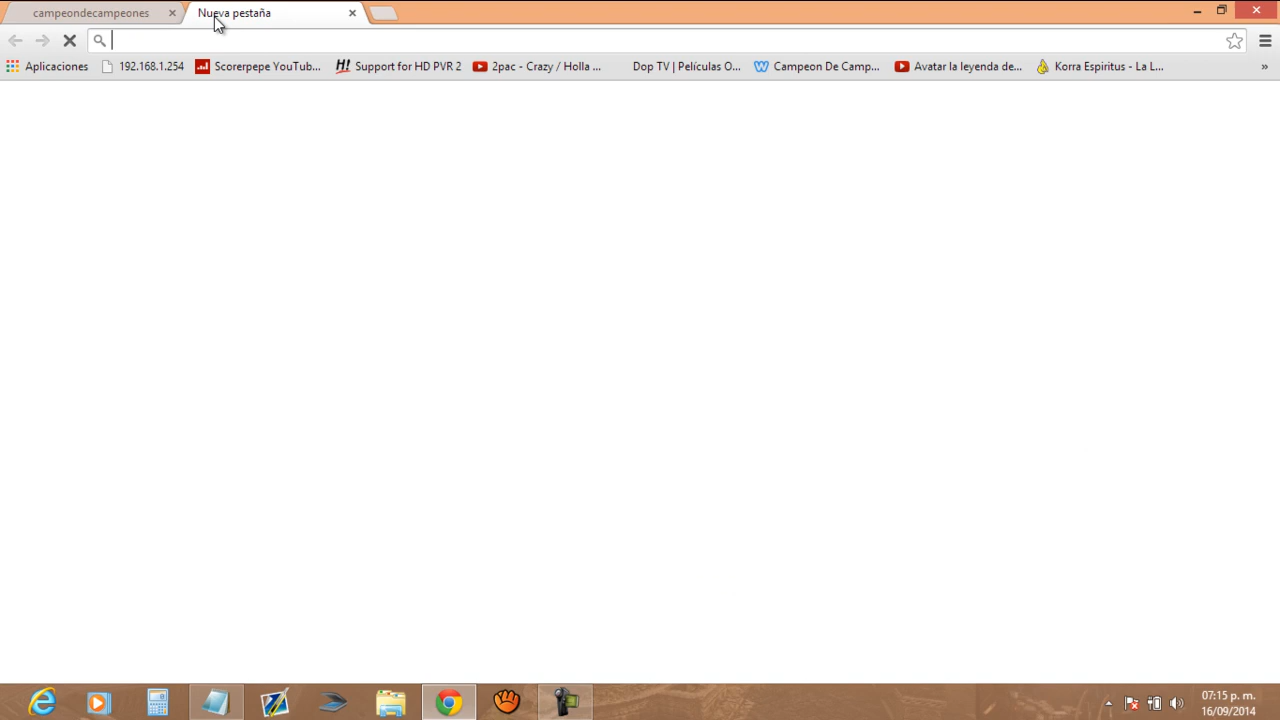 campeondecampeones
Nueva pestaña
Aplicaciones
192.168.1.254
Scorerpepe YouTub...
H! Support for HD PVR 2
2pac - Crazy / Holla ...
Dop TV | Películas O...
W Campeon De Camp...
Avatar la leyenda de...
Korra Espiritus - La L...
»
07:15 p. m.
16/09/2014